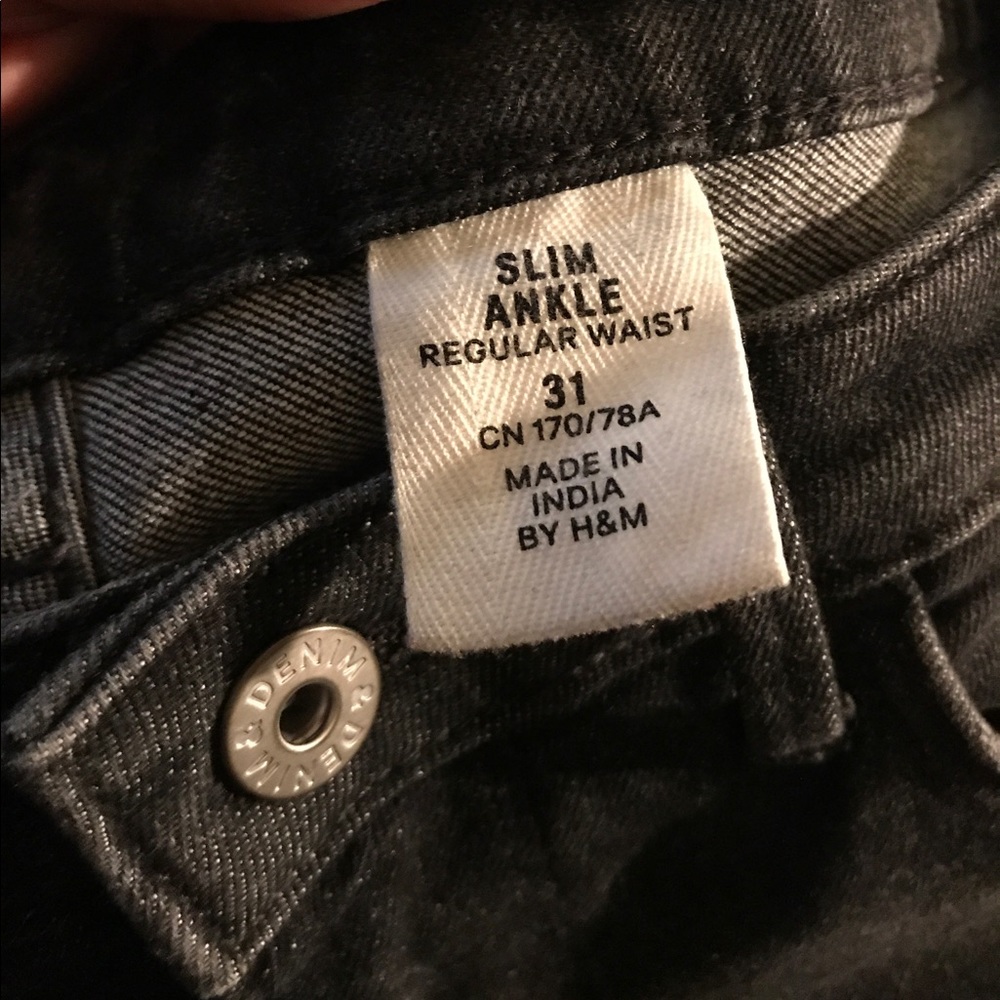 SLIM
ANKLE
REGULAR WAIST
31
CN 170/78A
MADE IN
INDIA
BY H&M
DENIM & DENIM &